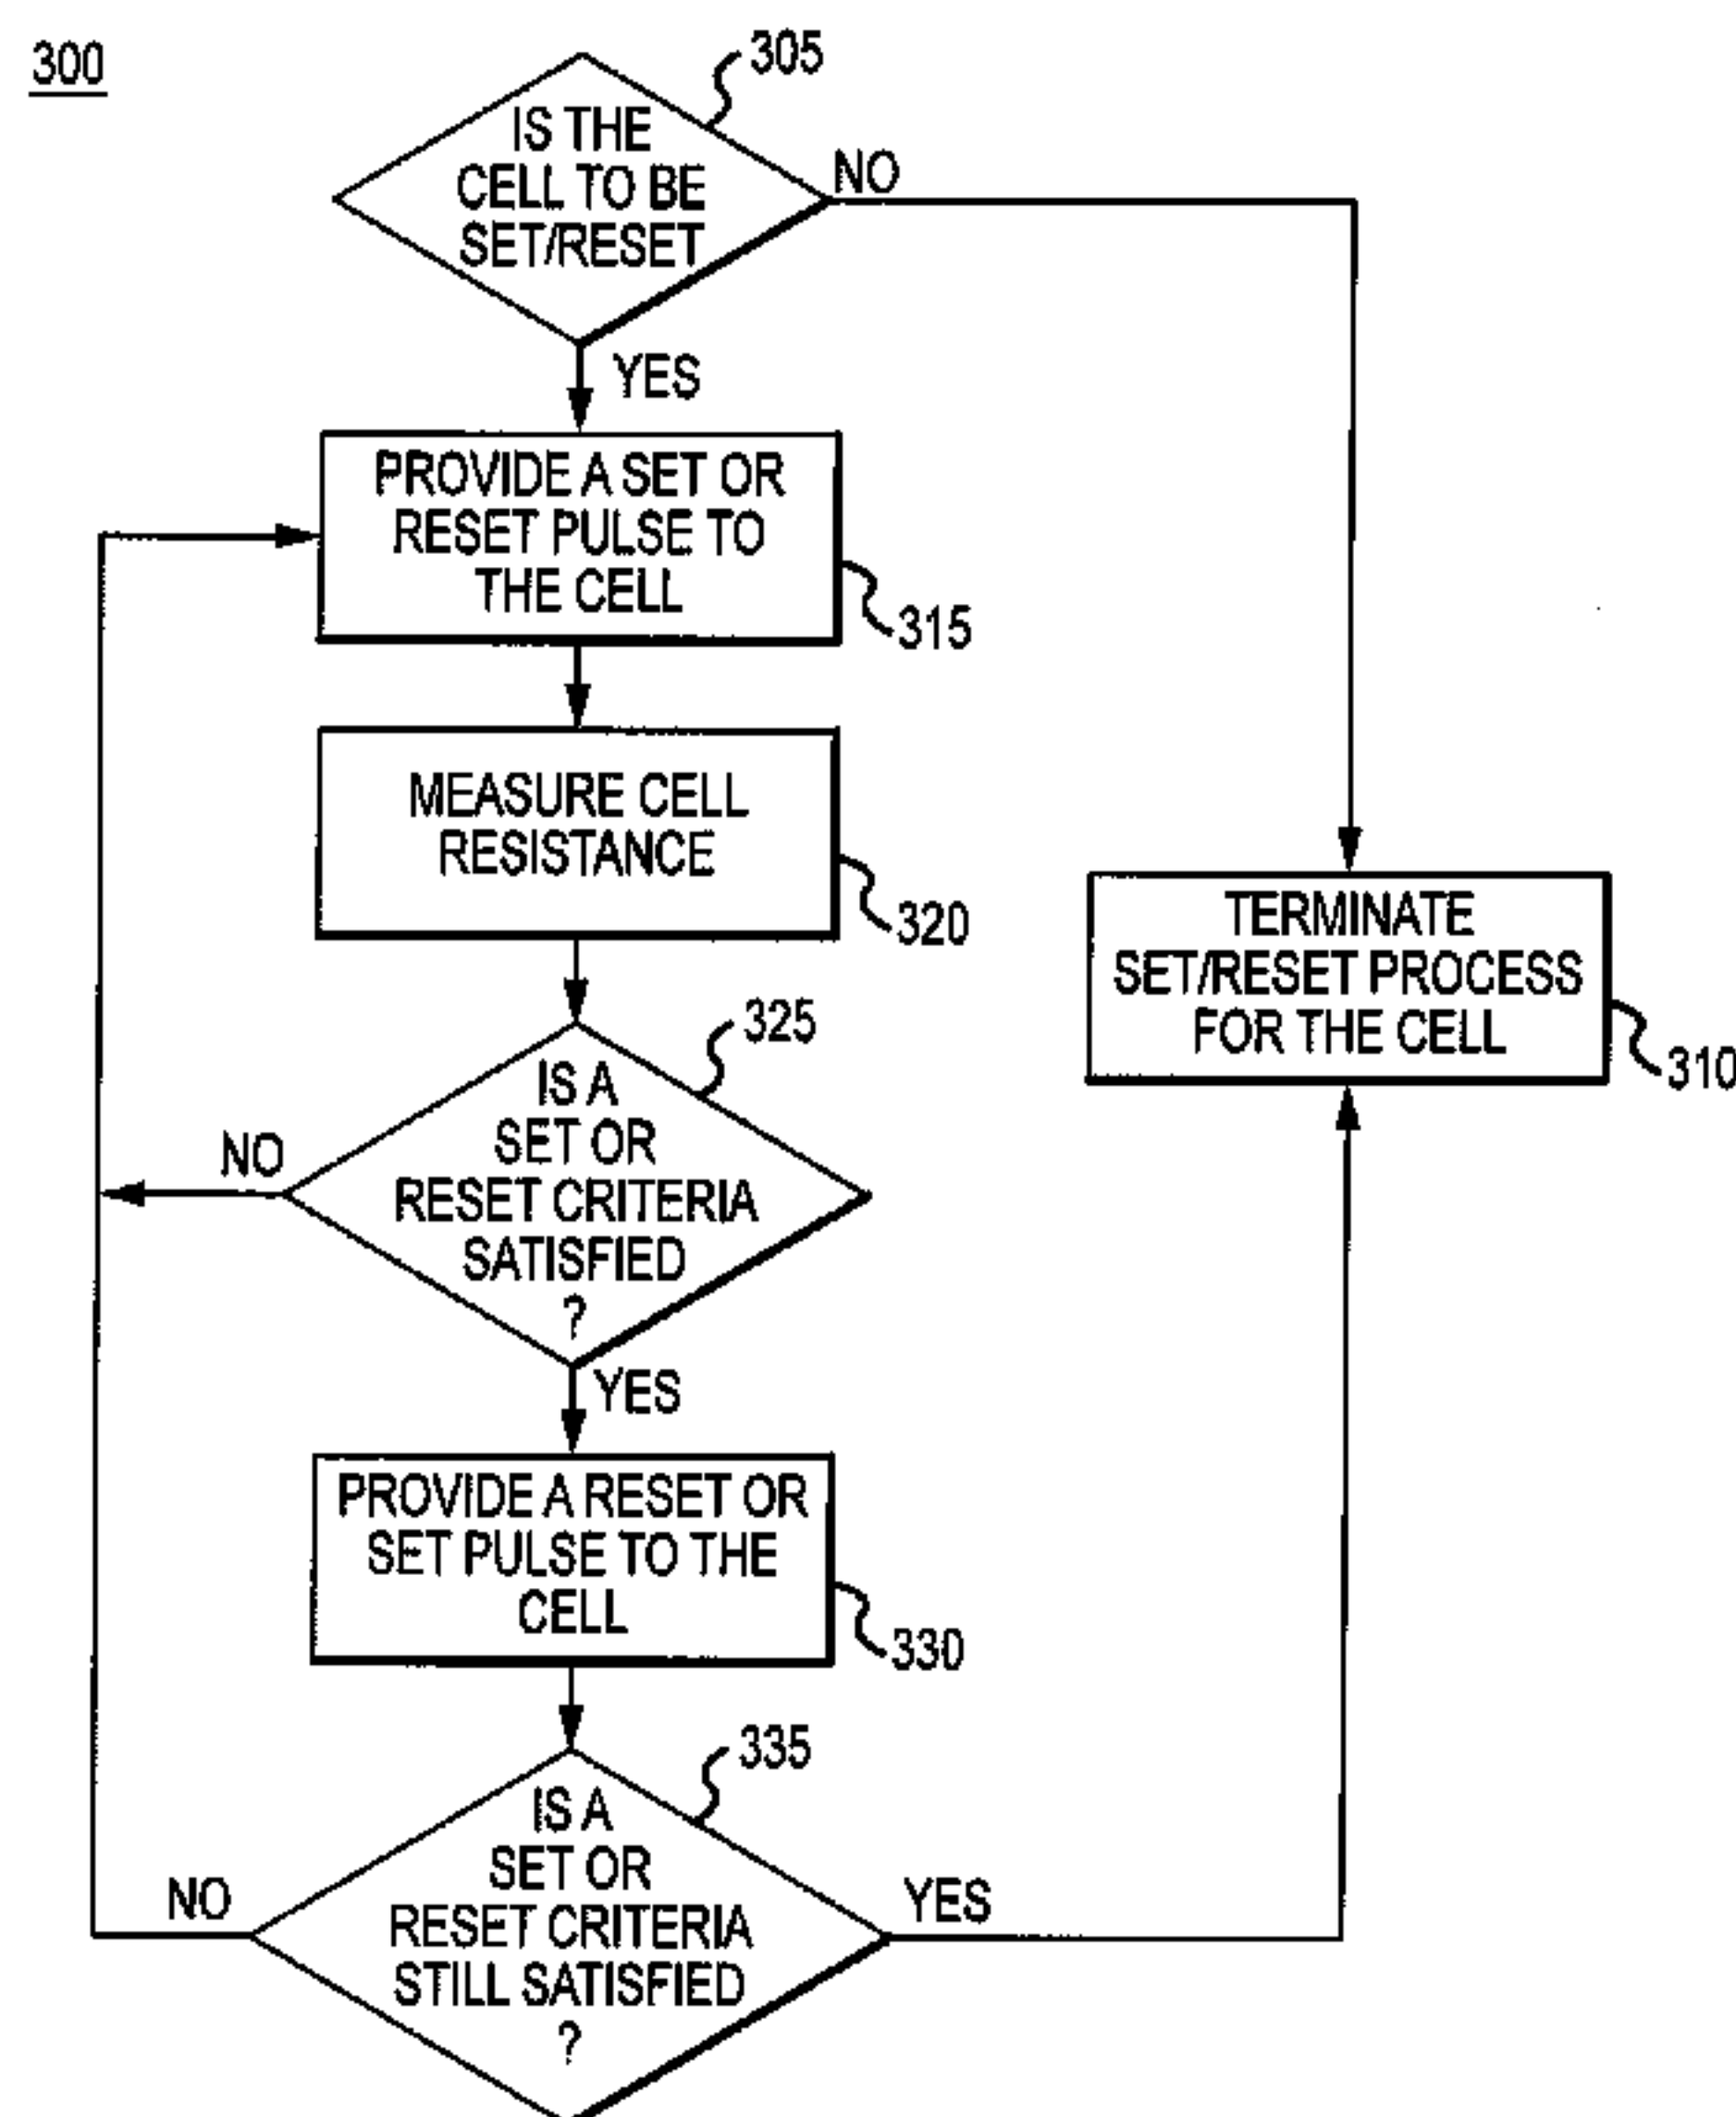 300
305
IS THE
CELL TO BE
SET/RESET
NO
YES
PROVIDE A SET OR
RESET PULSE TO
THE CELL
315
MEASURE CELL
RESISTANCE
320
TERMINATE
SET/RESET PROCESS
FOR THE CELL
310
325
IS A
SET OR
RESET CRITERIA
SATISFIED
?
NO
YES
PROVIDE A RESET OR
SET PULSE TO THE
CELL
330
335
IS A
SET OR
RESET CRITERIA
STILL SATISFIED
?
NO
YES